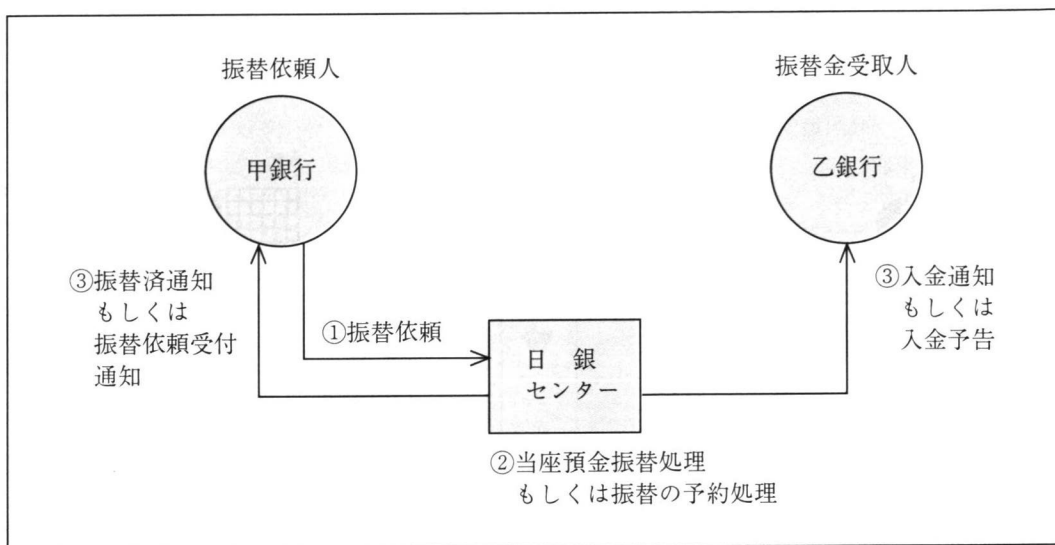 振替依頼人
振替金受取人
甲銀行
乙銀行
③振替済通知
もしくは
振替依頼受付
通知
①振替依頼
日 銀
センター
③入金通知
もしくは
入金予告
②当座預金振替処理
もしくは振替の予約処理